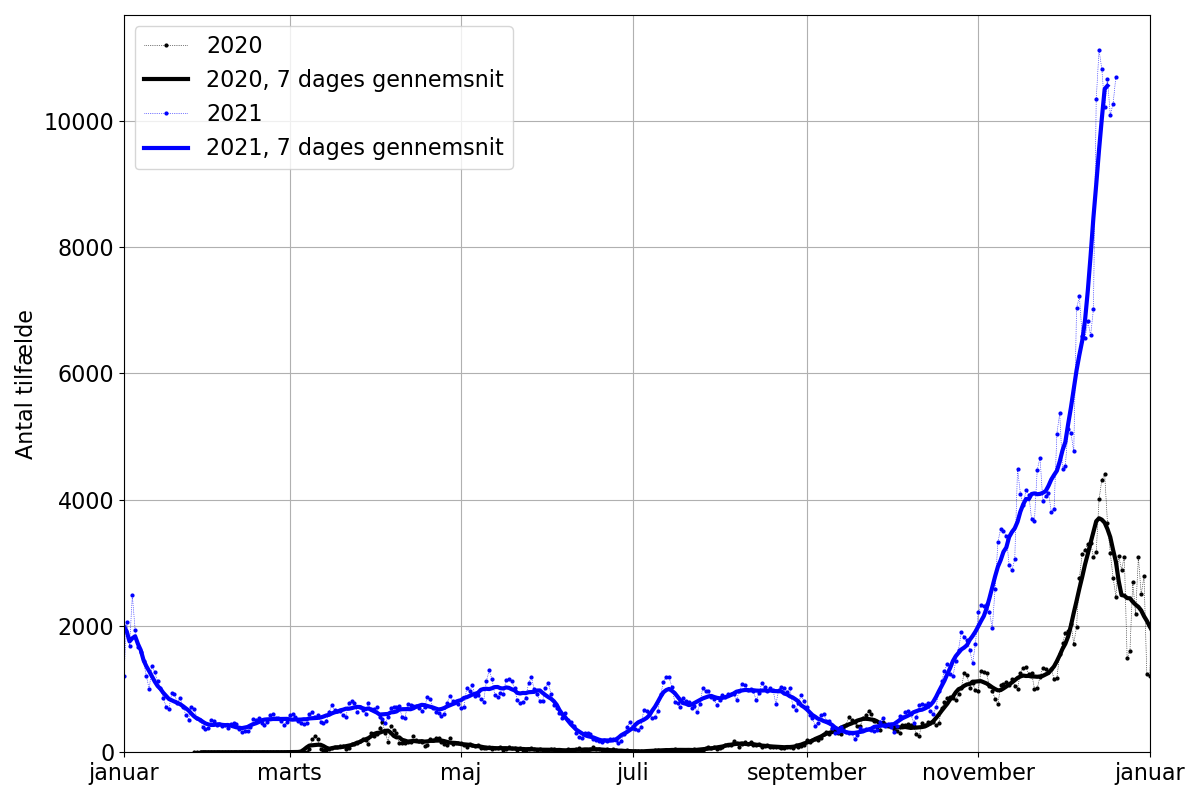 2020
2020, 7 dages gennemsnit
2021
2021, 7 dages gennemsnit
Antal tilfælde
10000
8000
6000
4000
2000
0
januar marts maj juli september november januar